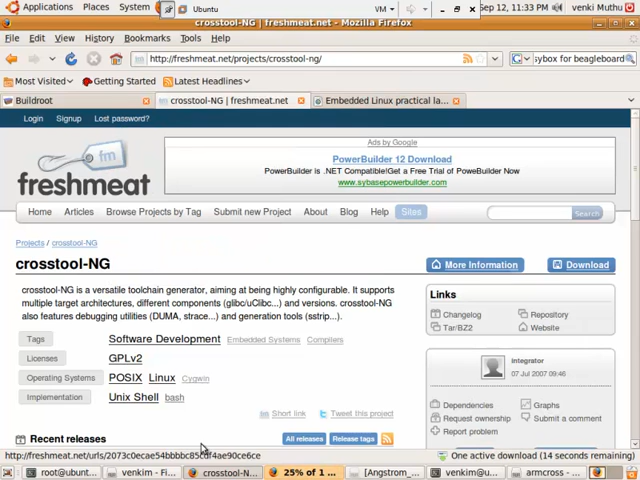 Applications Places System Ubuntu VM Sep 12, 11:33 PM venki Muthu
crosstool-NG | freshmeat.net - Mozilla Firefox
File Edit View History Bookmarks Tools Help
http://freshmeat.net/projects/crosstool-ng/ sybox for beagleboard
Most Visited Getting Started Latest Headlines
Buildroot crosstool-NG | freshmeat.net Embedded Linux practical la...
Login Signup Lost password?
Ads by Google
PowerBuilder 12 Download
PowerBuilder is .NET Compatible!Get a Free Trial of PoweBuilder Now
www.sybasepowerbuilder.com
fm
freshmeat
Home Articles Browse Projects by Tag Submit new Project About Blog Help Sites Search
Projects / crosstool-NG
crosstool-NG More Information Download
crosstool-NG is a versatile toolchain generator, aiming at being highly configurable. It supports
multiple target architectures, different components (glibc/uClibc...) and versions. crosstool-NG
also features debugging utilities (DUMA, strace...) and generation tools (sstrip...).
Links
Changelog Repository
Tar/BZ2 Website
Tags Software Development Embedded Systems Compilers
Licenses GPLv2
Operating Systems POSIX Linux Cygwin
Implementation Unix Shell bash
integrator
07 Jul 2007 09:46
Dependencies Graphs
Request ownership Submit a comment
Report problem
Short link Tweet this project
Recent releases All releases Release tags
One active download (14 seconds remaining)
root@ubunt... venkim - Fi... crosstool-N... 25% of 1 ... [Angstrom_... venkim@u... armcross - ...